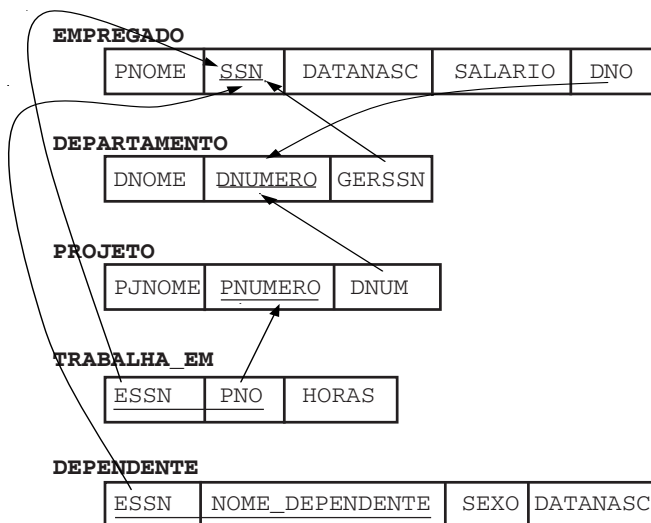 EMPREGADO
PNOME SSN DATANASC SALARIO DNO
DEPARTAMENTO
DNOME DNUMERO GERSSN
PROJETO
PJNOME PNUMERO DNUM
TRABALHA_EM
ESSN PNO HORAS
DEPENDENTE
ESSN NOME_DEPENDENTE SEXO DATANASC